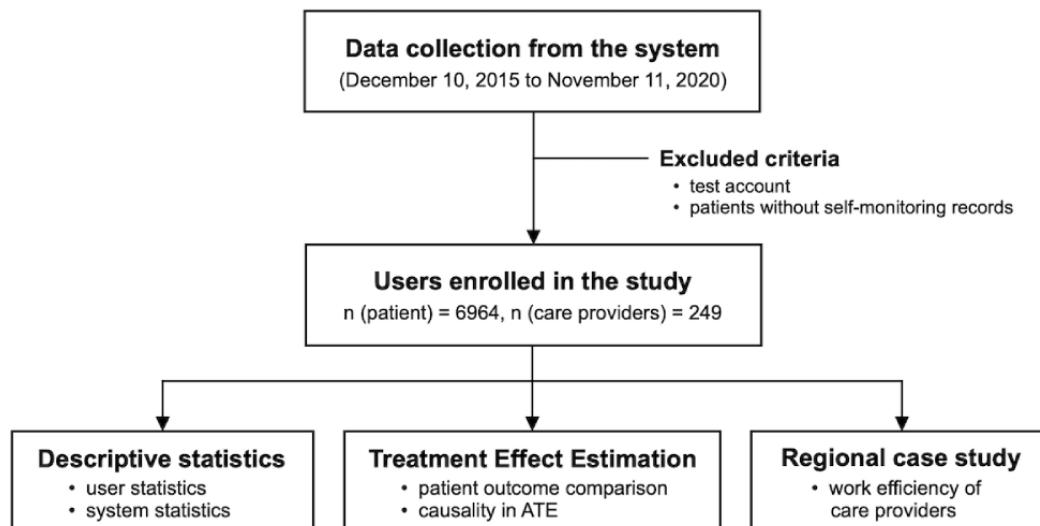 Data collection from the system
(December 10, 2015 to November 11, 2020)
Excluded criteria
• test account
• patients without self-monitoring records
Users enrolled in the study
n (patient) = 6964, n (care providers) = 249
Descriptive statistics
• user statistics
• system statistics
Treatment Effect Estimation
• patient outcome comparison
• causality in ATE
Regional case study
• work efficiency of
care providers